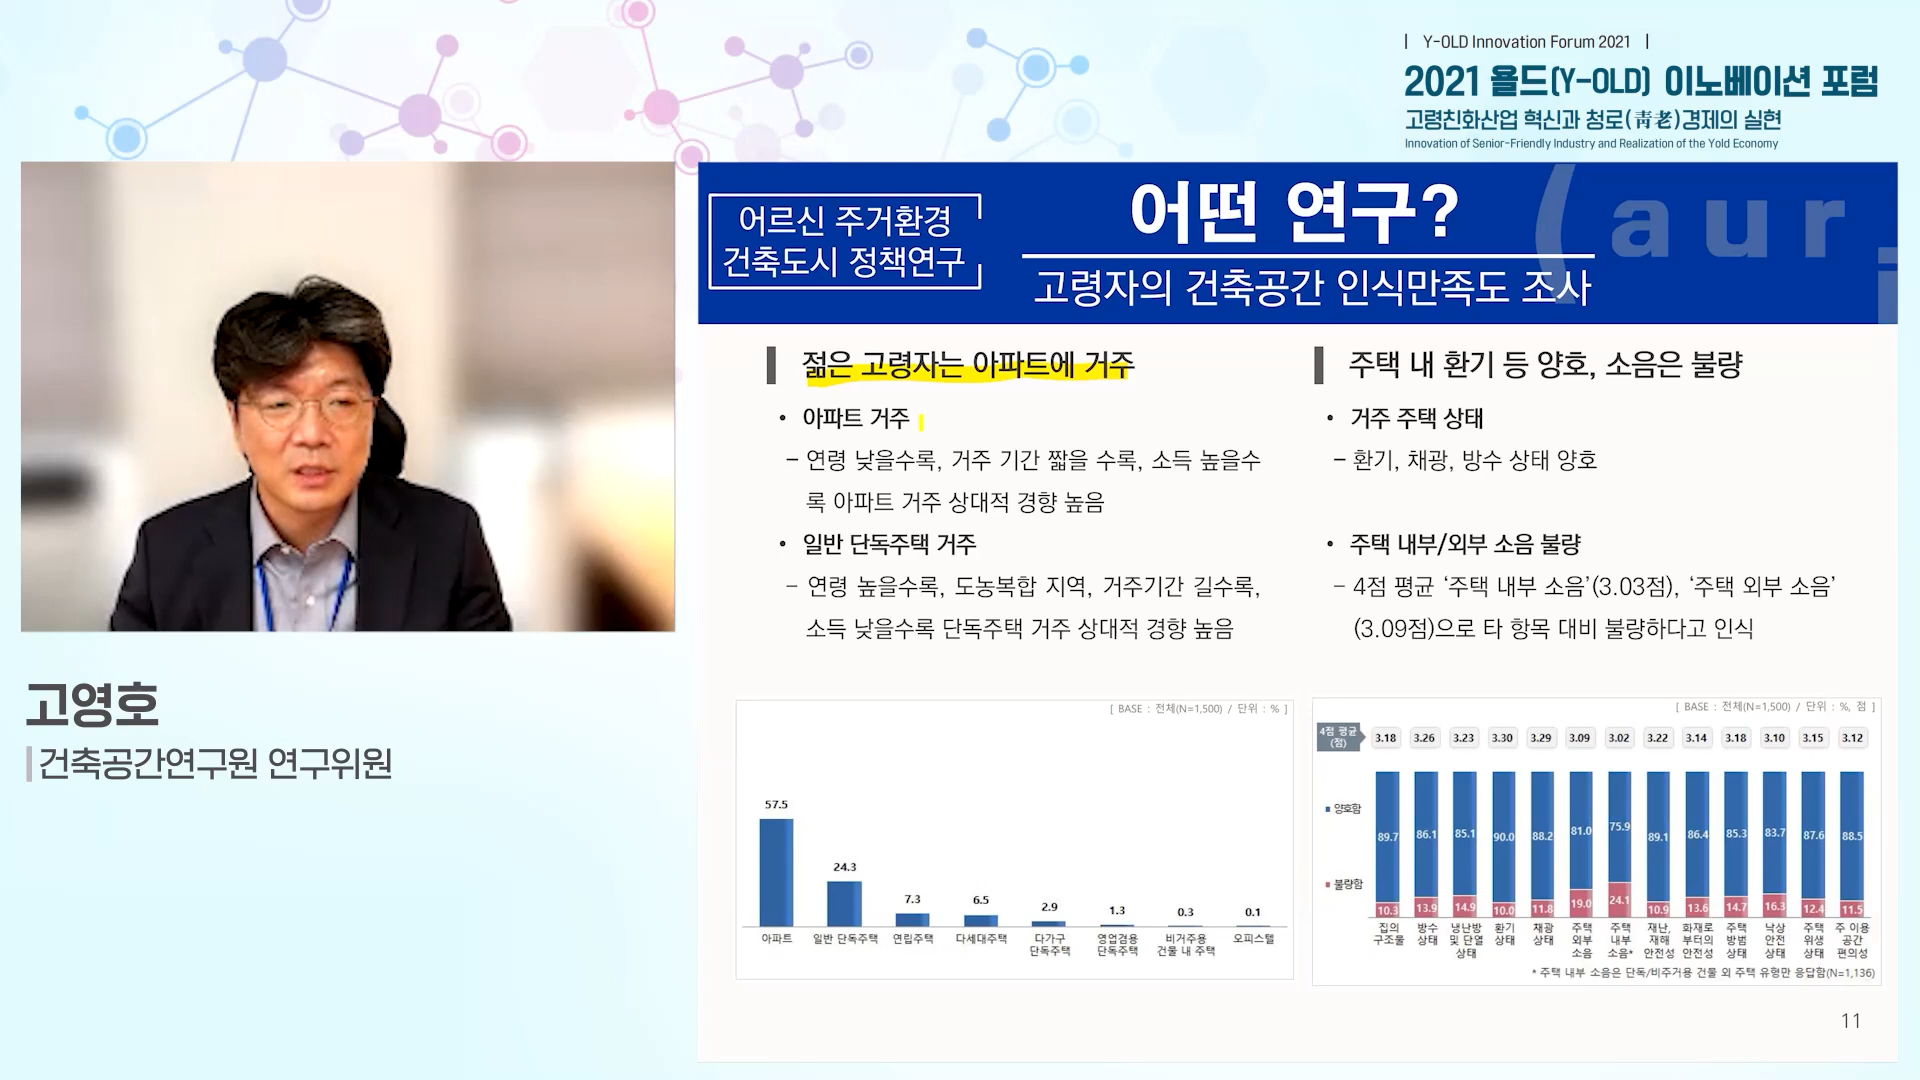 | Y-OLD Innovation Forum 2021 |
2021 욜드(Y-OLD) 이노베이션 포럼
고령친화산업 혁신과 청로(靑老)경제의 실현
Innovation of Senior-Friendly Industry and Realization of the Yold Economy
어르신 주거환경
건축도시 정책연구
어떤 연구?
고령자의 건축공간 인식만족도 조사
(auri
젊은 고령자는 아파트에 거주
• 아파트 거주
– 연령 낮을수록, 거주 기간 짧을 수록, 소득 높을수
록 아파트 거주 상대적 경향 높음
• 일반 단독주택 거주
– 연령 높을수록, 도농복합 지역, 거주기간 길수록,
소득 낮을수록 단독주택 거주 상대적 경향 높음
주택 내 환기 등 양호, 소음은 불량
• 거주 주택 상태
– 환기, 채광, 방수 상태 양호
• 주택 내부/외부 소음 불량
– 4점 평균 ‘주택 내부 소음’(3.03점), ‘주택 외부 소음’
(3.09점)으로 타 항목 대비 불량하다고 인식
[ BASE : 전체(N=1,500) / 단위 : % ]
57.5 24.3 7.3 6.5 2.9 1.3 0.3 0.1
아파트 일반 단독주택 연립주택 다세대주택 다가구 영업겸용 비거주용 오피스텔
단독주택 단독주택 건물 내 주택
[ BASE : 전체(N=1,500) / 단위 : %, 점 ]
4점 평균
(점)
3.18 3.26 3.23 3.30 3.29 3.09 3.02 3.22 3.14 3.18 3.10 3.15 3.12
양호함
89.7 86.1 85.1 90.0 88.2 81.0 75.9 89.1 86.4 85.3 83.7 87.6 88.5
불량함
10.3 13.9 14.9 10.0 11.8 19.0 24.1 10.9 13.6 14.7 16.3 12.4 11.5
집의 방수 냉난방 환기 채광 주택 주택 재난, 화재로 주택 낙상 주택 주 이용
구조물 상태 및 단열 상태 상태 외부 내부 재해 부터의 방범 안전 위생 공간
상태 소음 소음* 안전성 안전성 상태 상태 상태 편의성
* 주택 내부 소음은 단독/비주거용 건물 외 주택 유형만 응답함(N=1,136)
11
고영호
건축공간연구원 연구위원